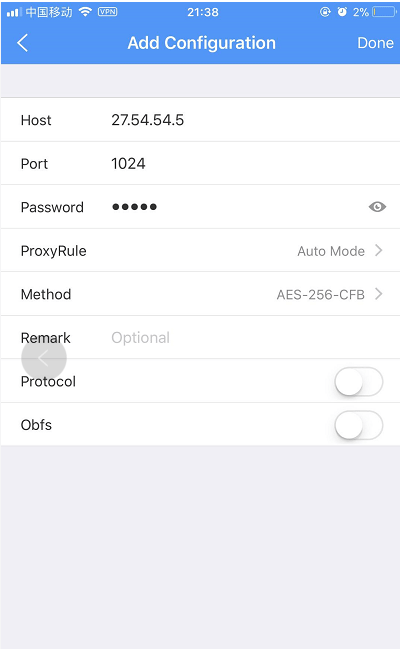 中国移动 VPN 21:38 2%
Add Configuration Done
Host 27.54.54.5
Port 1024
Password •••••
ProxyRule Auto Mode
Method AES-256-CFB
Remark Optional
Protocol
Obfs